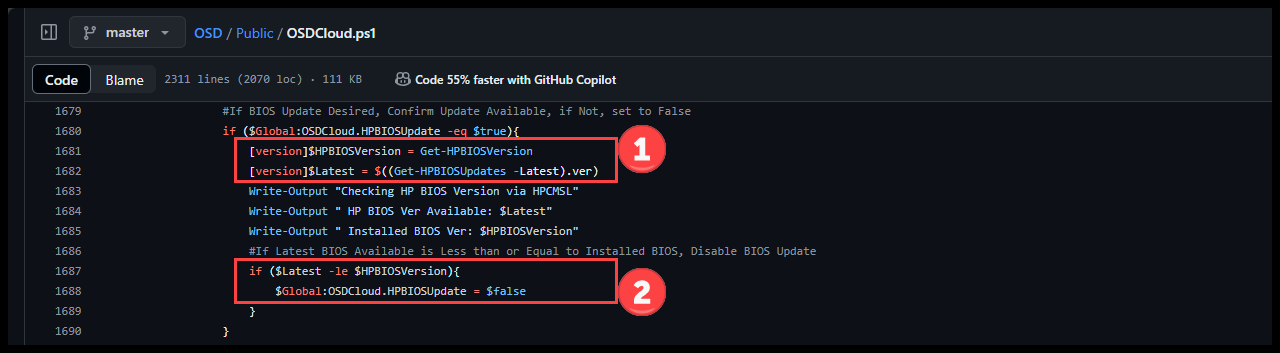 master OSD / Public / OSDCloud.ps1
Code Blame 2311 lines (2070 loc) · 111 KB Code 55% faster with GitHub Copilot
1679 #If BIOS Update Desired, Confirm Update Available, if Not, set to False
1680 if ($Global:OSDCloud.HPBIOSUpdate -eq $true){
1681 [version]$HPBIOSVersion = Get-HPBIOSVersion
1
1682 [version]$Latest = $((Get-HPBIOSUpdates -Latest).ver)
1683 Write-Output "Checking HP BIOS Version via HPCMSL"
1684 Write-Output " HP BIOS Ver Available: $Latest"
1685 Write-Output " Installed BIOS Ver: $HPBIOSVersion"
1686 #If Latest BIOS Available is Less than or Equal to Installed BIOS, Disable BIOS Update
1687 if ($Latest -le $HPBIOSVersion){
1688 $Global:OSDCloud.HPBIOSUpdate = $false
2
1689 }
1690 }